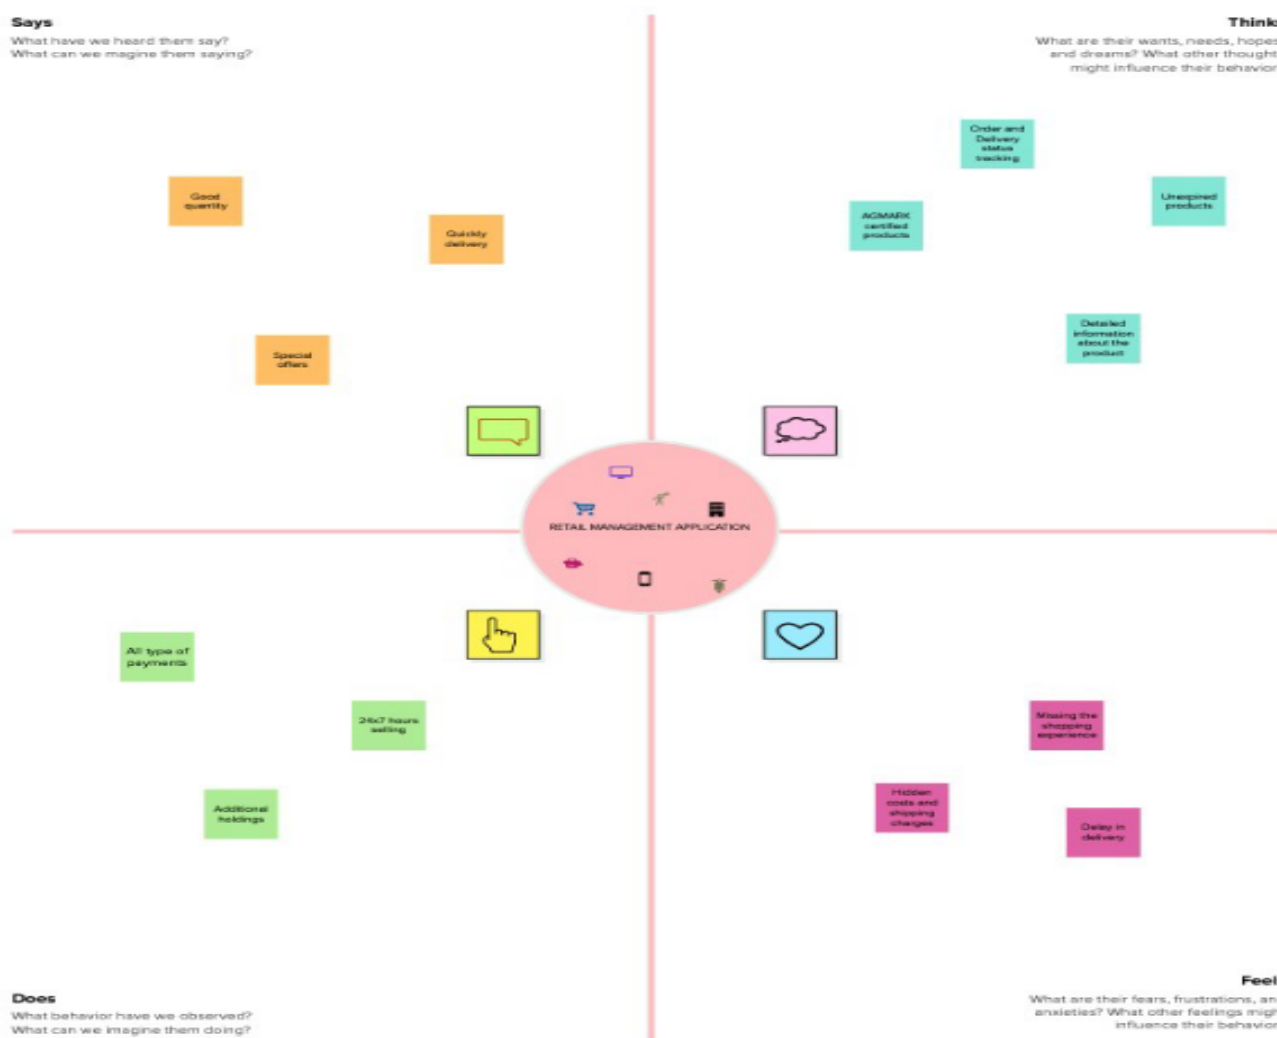 Says
What have we heard them say?
What can we magine them saying?
Think
What are their wants, needs, hopes
and dreams? What other thought
might influence their behavior
Order and
Delivery
status
tracking
Good
quantity
Unexpired
products
AGMARK
certified
products
Quickly
delivery
Detailed
information
about the
product
Special
offers
RETAIL MANAGEMENT APPLICATION
All type of
payments
24x7 hours
selling
Additional
holdings
Missing the
shopping
experience
Hidden
costs and
shipping
charges
Delay in
delivery
Does
What behavior have we observed?
What can we imagine them doing?
Feel
What are their fears, frustrations, an
anxieties? What other feelings migh
influence their behavior